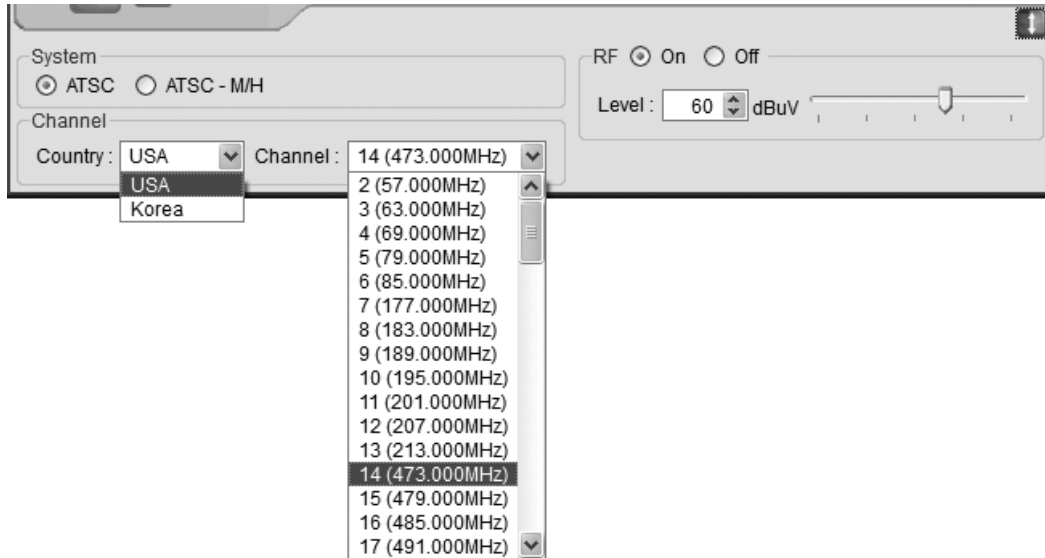 System
ATSC ATSC - M/H
RF On Off
Level : 60 dBuV
Channel
Country : USA Channel : 14 (473.000MHz)
USA
Korea
2 (57.000MHz)
3 (63.000MHz)
4 (69.000MHz)
5 (79.000MHz)
6 (85.000MHz)
7 (177.000MHz)
8 (183.000MHz)
9 (189.000MHz)
10 (195.000MHz)
11 (201.000MHz)
12 (207.000MHz)
13 (213.000MHz)
14 (473.000MHz)
15 (479.000MHz)
16 (485.000MHz)
17 (491.000MHz)